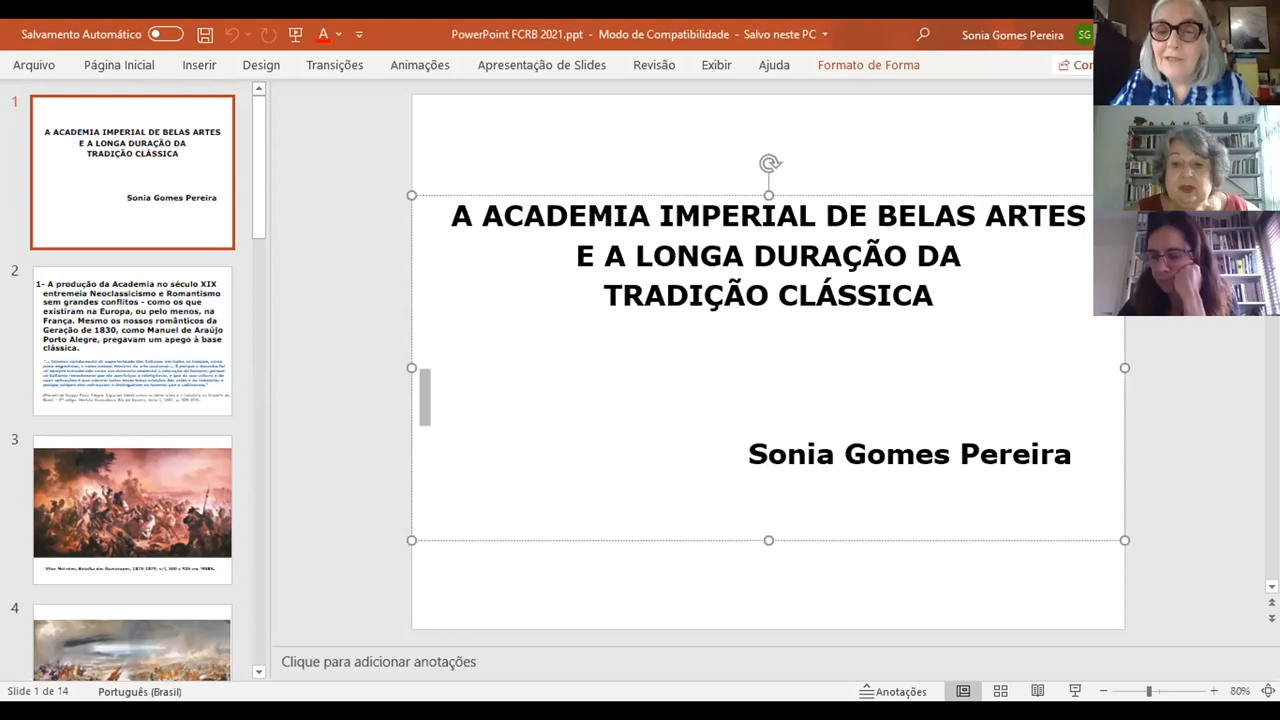 Salvamento Automático
PowerPoint FCRB 2021.ppt - Modo de Compatibilidade - Salvo neste PC
Sonia Gomes Pereira
SG
Arquivo
Página Inicial
Inserir
Design
Transições
Animações
Apresentação de Slides
Revisão
Exibir
Ajuda
Formato de Forma
1
A ACADEMIA IMPERIAL DE BELAS ARTES
E A LONGA DURAÇÃO DA
TRADIÇÃO CLÁSSICA
Sonia Gomes Pereira
2
1- A produção da Academia no século XIX
entremeia Neoclassicismo e Romantismo
sem grandes conflitos - como os que
existiram na Europa, ou pelo menos, na
França. Mesmo os nossos românticos da
Geração de 1830, como Manuel de Araújo
Porto Alegre, pregavam um apego à base
clássica.
3
4
A ACADEMIA IMPERIAL DE BELAS ARTES
E A LONGA DURAÇÃO DA
TRADIÇÃO CLÁSSICA
Sonia Gomes Pereira
Clique para adicionar anotações
Slide 1 de 14
Português (Brasil)
Anotações
80%